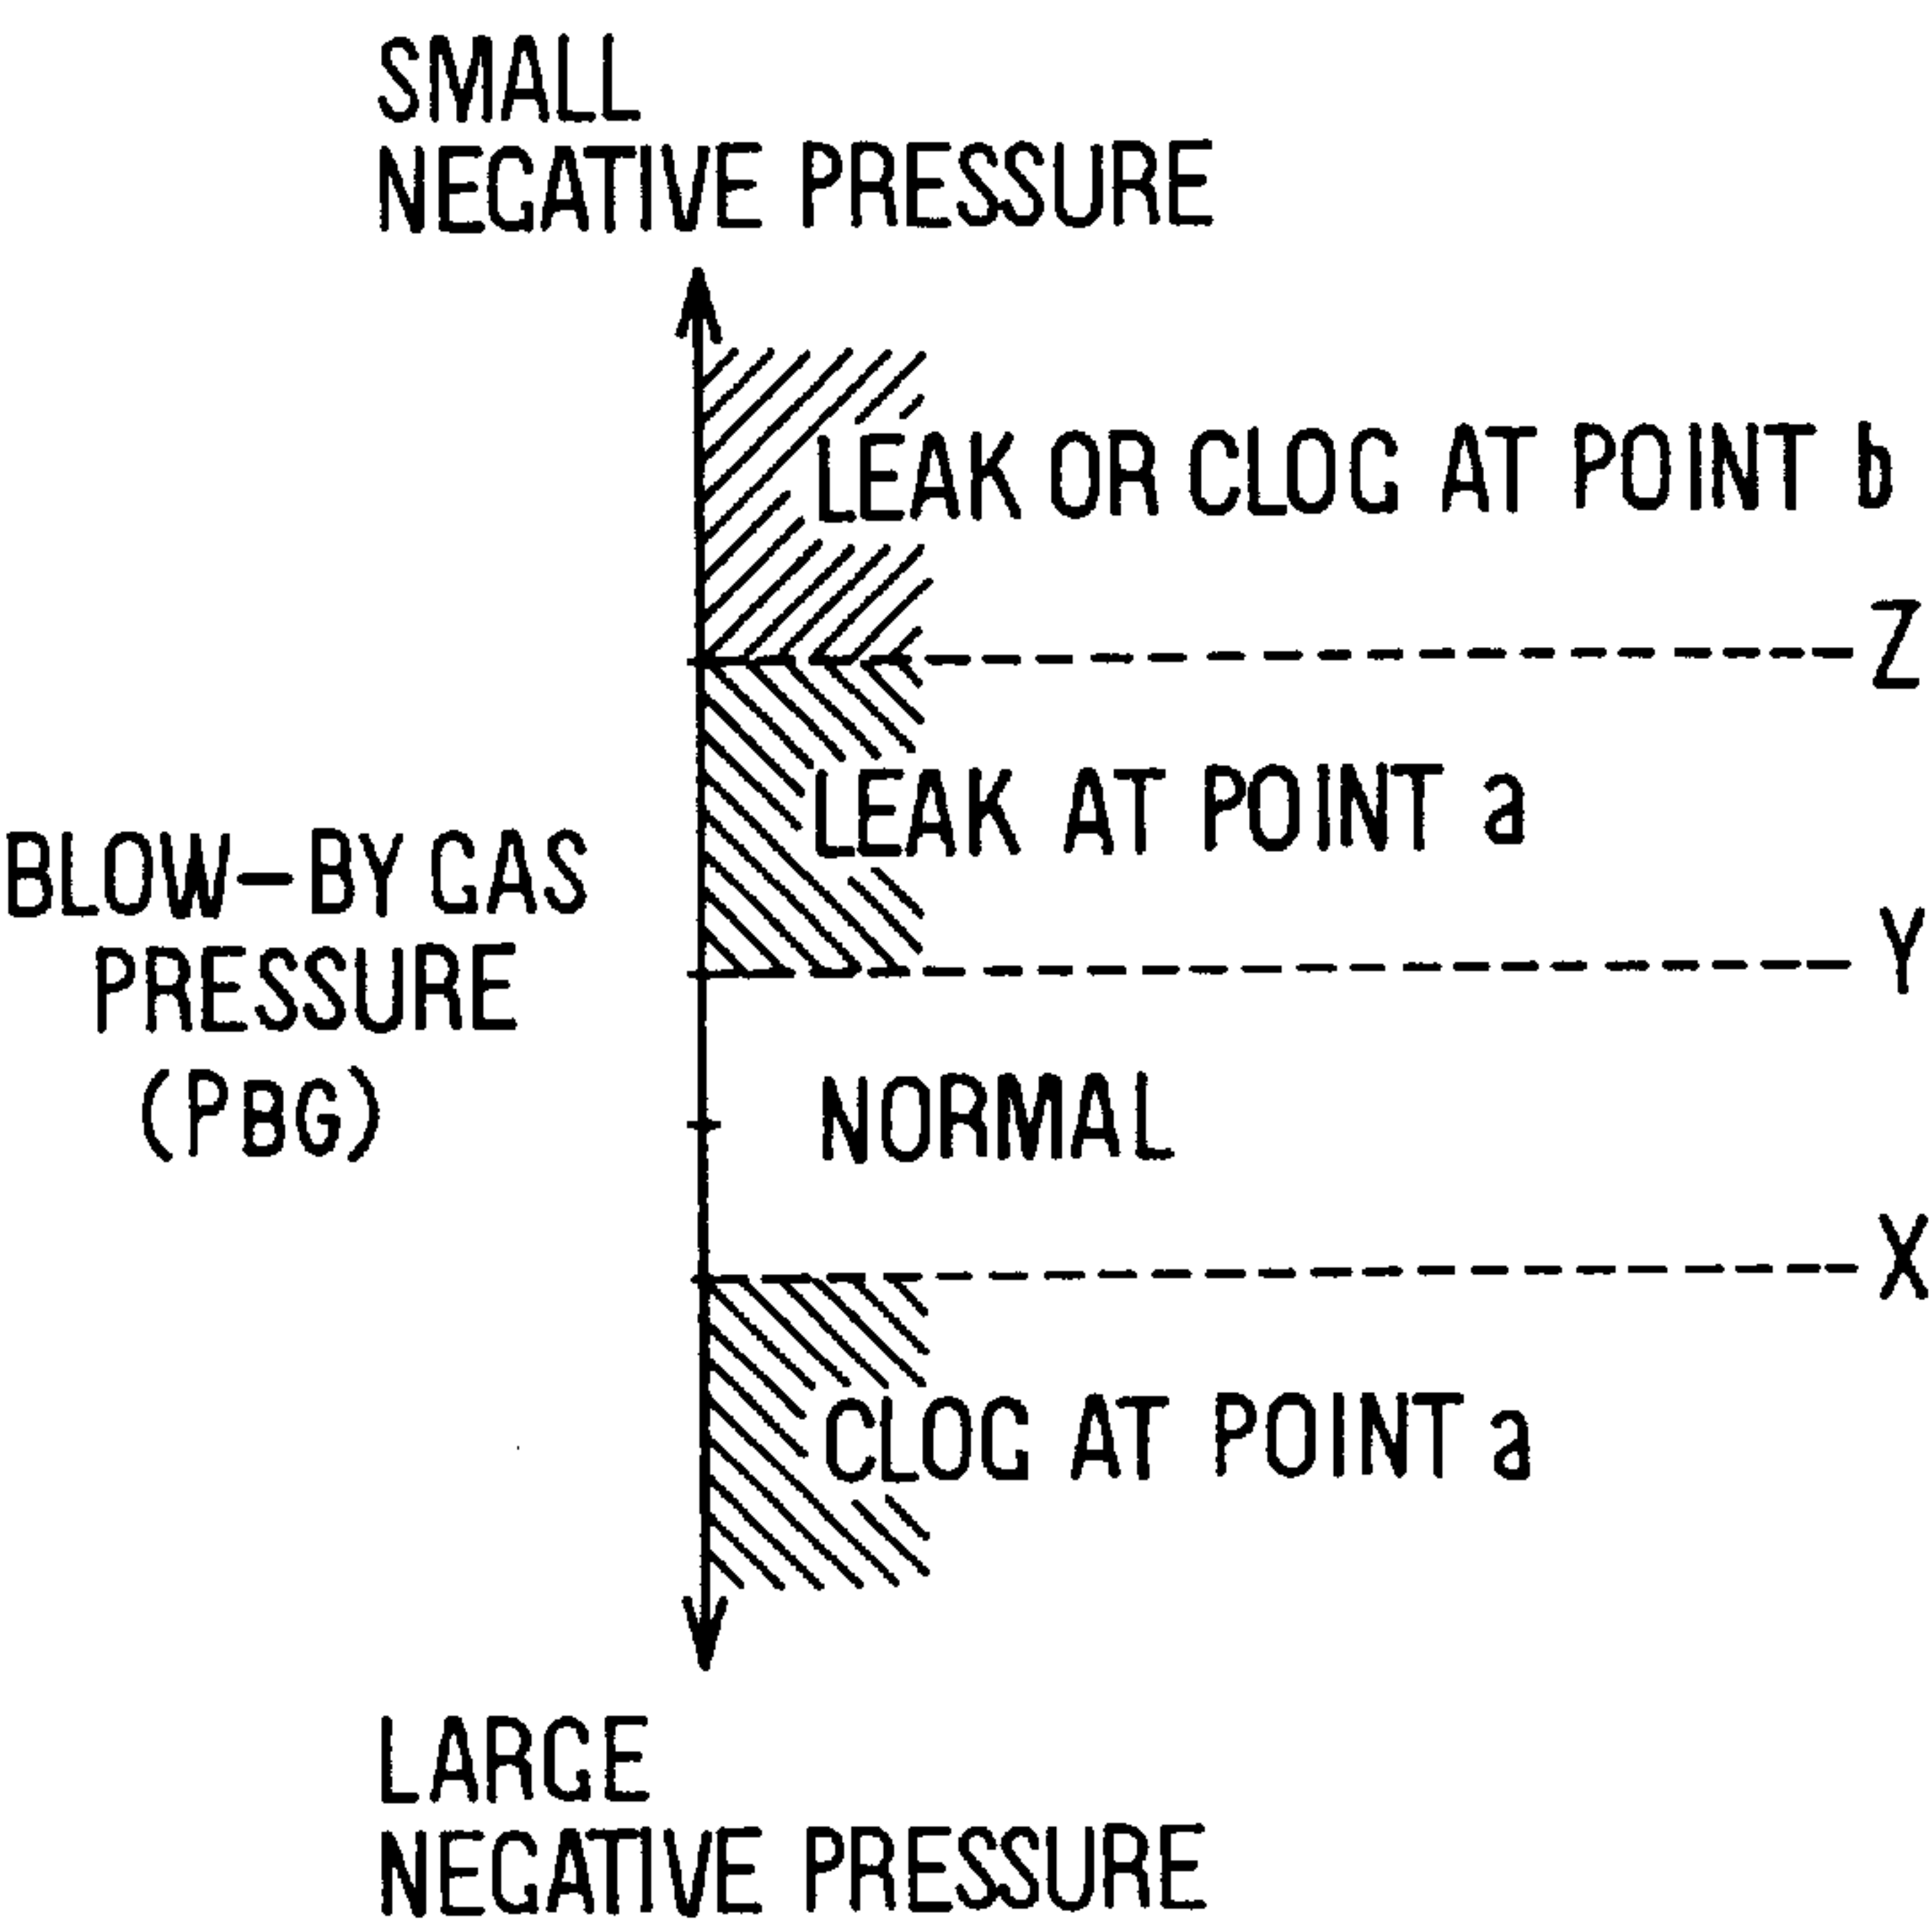 SMALL
NEGATIVE PRESSURE
LEAK OR CLOG AT POINT b
Z
LEAK AT POINT a
BLOW-BY GAS
PRESSURE
(PBG)
Y
NORMAL
X
CLOG AT POINT a
LARGE
NEGATIVE PRESSURE